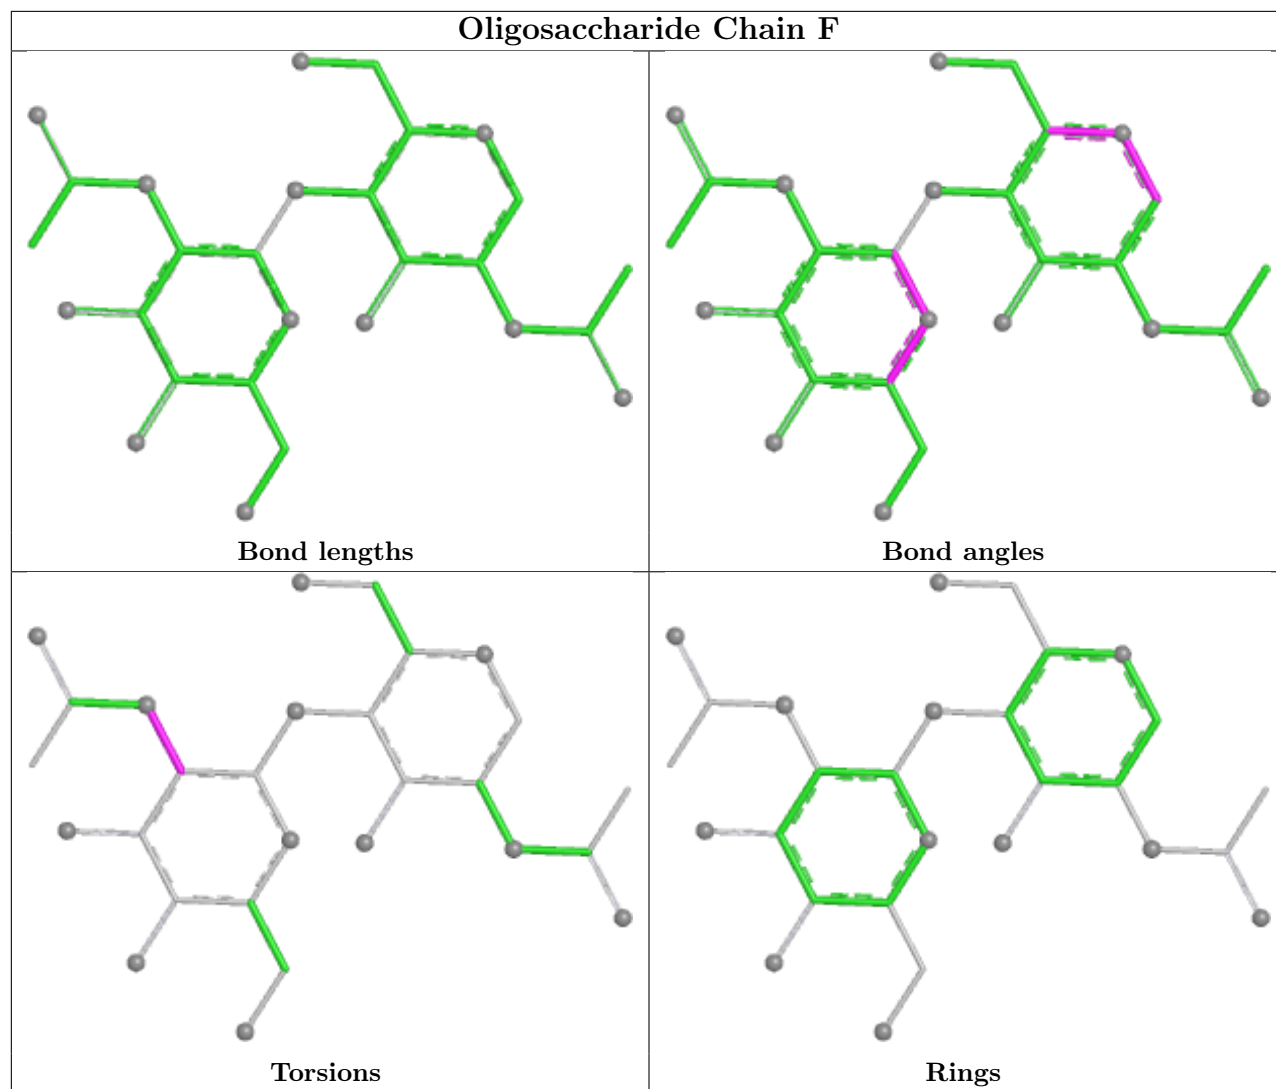 Oligosaccharide Chain F
Bond lengths
Bond angles
Torsions
Rings